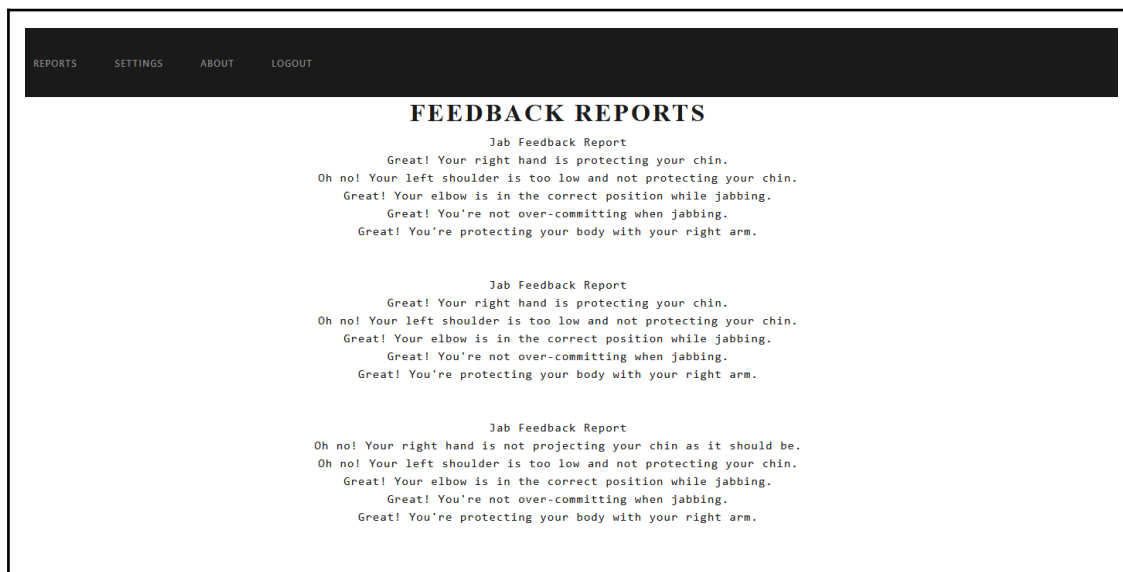 REPORTS SETTINGS ABOUT LOGOUT
FEEDBACK REPORTS
Jab Feedback Report
Great! Your right hand is protecting your chin.
Oh no! Your left shoulder is too low and not protecting your chin.
Great! Your elbow is in the correct position while jabbing.
Great! You're not over-committing when jabbing.
Great! You're protecting your body with your right arm.
Jab Feedback Report
Great! Your right hand is protecting your chin.
Oh no! Your left shoulder is too low and not protecting your chin.
Great! Your elbow is in the correct position while jabbing.
Great! You're not over-committing when jabbing.
Great! You're protecting your body with your right arm.
Jab Feedback Report
Oh no! Your right hand is not projecting your chin as it should be.
Oh no! Your left shoulder is too low and not protecting your chin.
Great! Your elbow is in the correct position while jabbing.
Great! You're not over-committing when jabbing.
Great! You're protecting your body with your right arm.